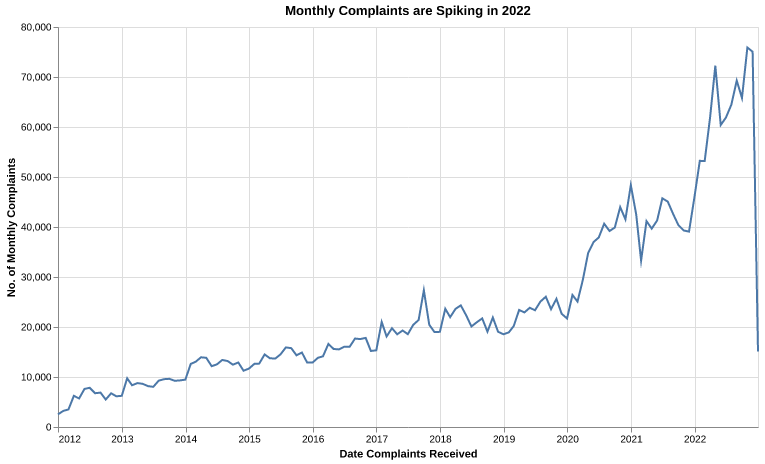 Monthly Complaints are Spiking in 2022
80,000
70,000
60,000
50,000
40,000
30,000
20,000
10,000
0
No. of Monthly Complaints
2012 2013 2014 2015 2016 2017 2018 2019 2020 2021 2022
Date Complaints Received